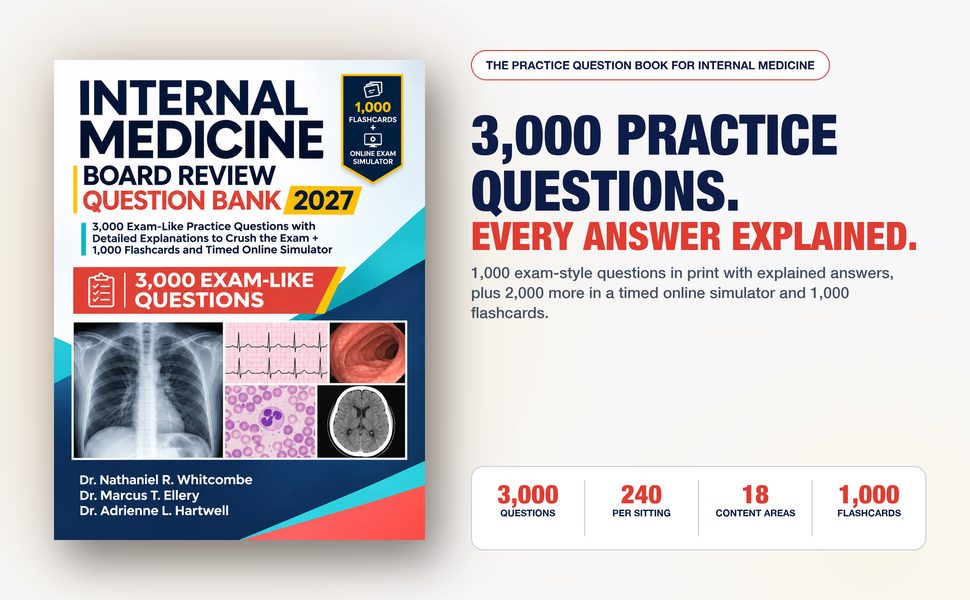 INTERNAL
MEDICINE
BOARD REVIEW
QUESTION BANK 2027
1,000
FLASHCARDS
+
ONLINE EXAM
SIMULATOR
3,000 Exam-Like Practice Questions with
Detailed Explanations to Crush the Exam +
1,000 Flashcards and Timed Online Simulator
3,000 EXAM-LIKE
QUESTIONS
Dr. Nathaniel R. Whitcombe
Dr. Marcus T. Ellery
Dr. Adrienne L. Hartwell
THE PRACTICE QUESTION BOOK FOR INTERNAL MEDICINE
3,000 PRACTICE
QUESTIONS.
EVERY ANSWER EXPLAINED.
1,000 exam-style questions in print with explained answers,
plus 2,000 more in a timed online simulator and 1,000
flashcards.
3,000
QUESTIONS
240
PER SITTING
18
CONTENT AREAS
1,000
FLASHCARDS